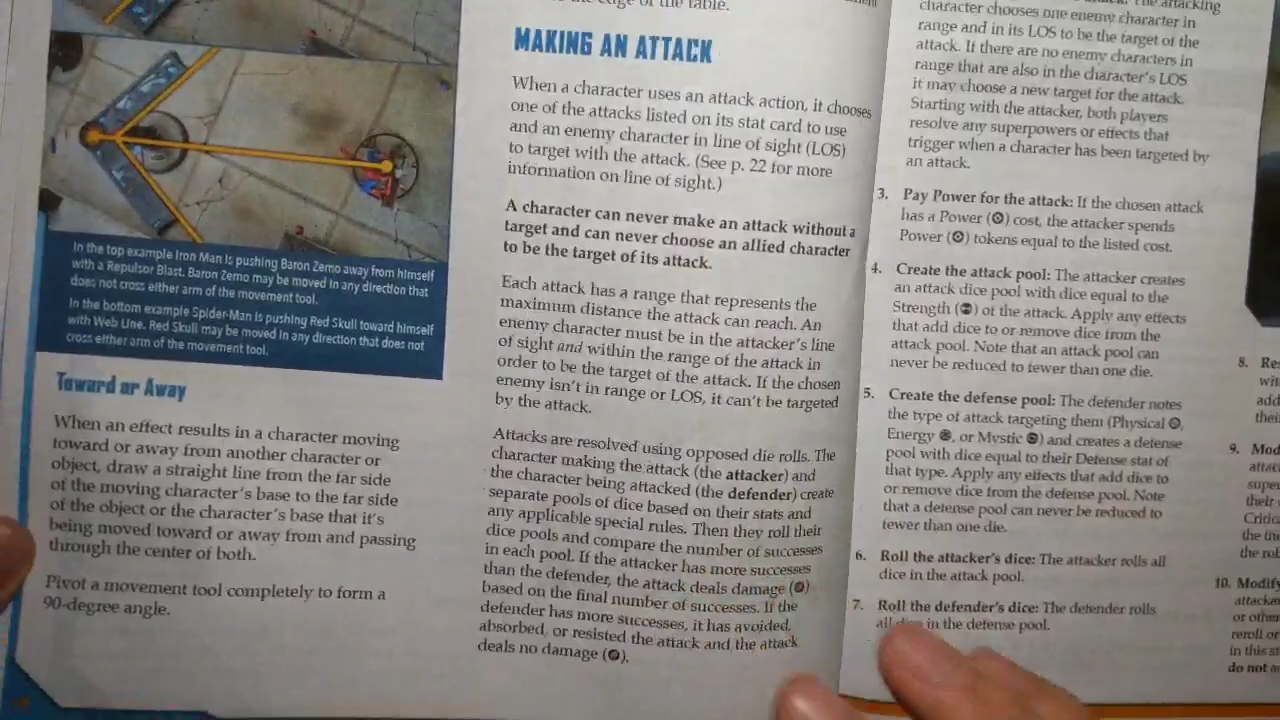 In the top example Iron Man is pushing Baron Zemo away from himself
with a Repulsor Blast. Baron Zemo may be moved in any direction that
does not cross either arm of the movement tool.
In the bottom example Spider-Man is pushing Red Skull toward himself
with Web Line. Red Skull may be moved in any direction that does not
cross either arm of the movement tool.
Toward or Away
When an effect results in a character moving
toward or away from another character or
object, draw a straight line from the far side
of the moving character's base to the far side
of the object or the character's base that it's
being moved toward or away from and passing
through the center of both.
Pivot a movement tool completely to form a
90-degree angle.
the edge of the table.
MAKING AN ATTACK
When a character uses an attack action, it chooses
one of the attacks listed on its stat card to use
and an enemy character in line of sight (LOS)
to target with the attack. (See p. 22 for more
information on line of sight.)
A character can never make an attack without a
target and can never choose an allied character
to be the target of its attack.
Each attack has a range that represents the
maximum distance the attack can reach. An
enemy character must be in the attacker's line
of sight and within the range of the attack in
order to be the target of the attack. If the chosen
enemy isn't in range or LOS, it can't be targeted
by the attack.
Attacks are resolved using opposed die rolls. The
character making the attack (the attacker) and
the character being attacked (the defender) create
separate pools of dice based on their stats and
any applicable special rules. Then they roll their
dice pools and compare the number of successes
in each pool. If the attacker has more successes
than the defender, the attack deals damage ()
based on the final number of successes. If the
defender has more successes, it has avoided,
absorbed, or resisted the attack and the attack
deals no damage ().
The attacking
character chooses one enemy character in
range and in its LOS to be the target of the
attack. If there are no enemy characters in
range that are also in the character's LOS
it may choose a new target for the attack.
Starting with the attacker, both players
resolve any superpowers or effects that
trigger when a character has been targeted by
an attack.
3. Pay Power for the attack: If the chosen attack
has a Power () cost, the attacker spends
Power () tokens equal to the listed cost.
4. Create the attack pool: The attacker creates
an attack dice pool with dice equal to the
Strength () of the attack. Apply any effects
that add dice to or remove dice from the
attack pool. Note that an attack pool can
never be reduced to fewer than one die.
5. Create the defense pool: The defender notes
the type of attack targeting them (Physical ,
Energy , or Mystic ) and creates a defense
pool with dice equal to their Defense stat of
that type. Apply any effects that add dice to
or remove dice from the defense pool. Note
that a defense pool can never be reduced to
fewer than one die.
6. Roll the attacker's dice: The attacker rolls all
dice in the attack pool.
7. Roll the defender's dice: The defender rolls
all dice in the defense pool.
8.
add
9.
10. Modify
reroll or
in this
do not